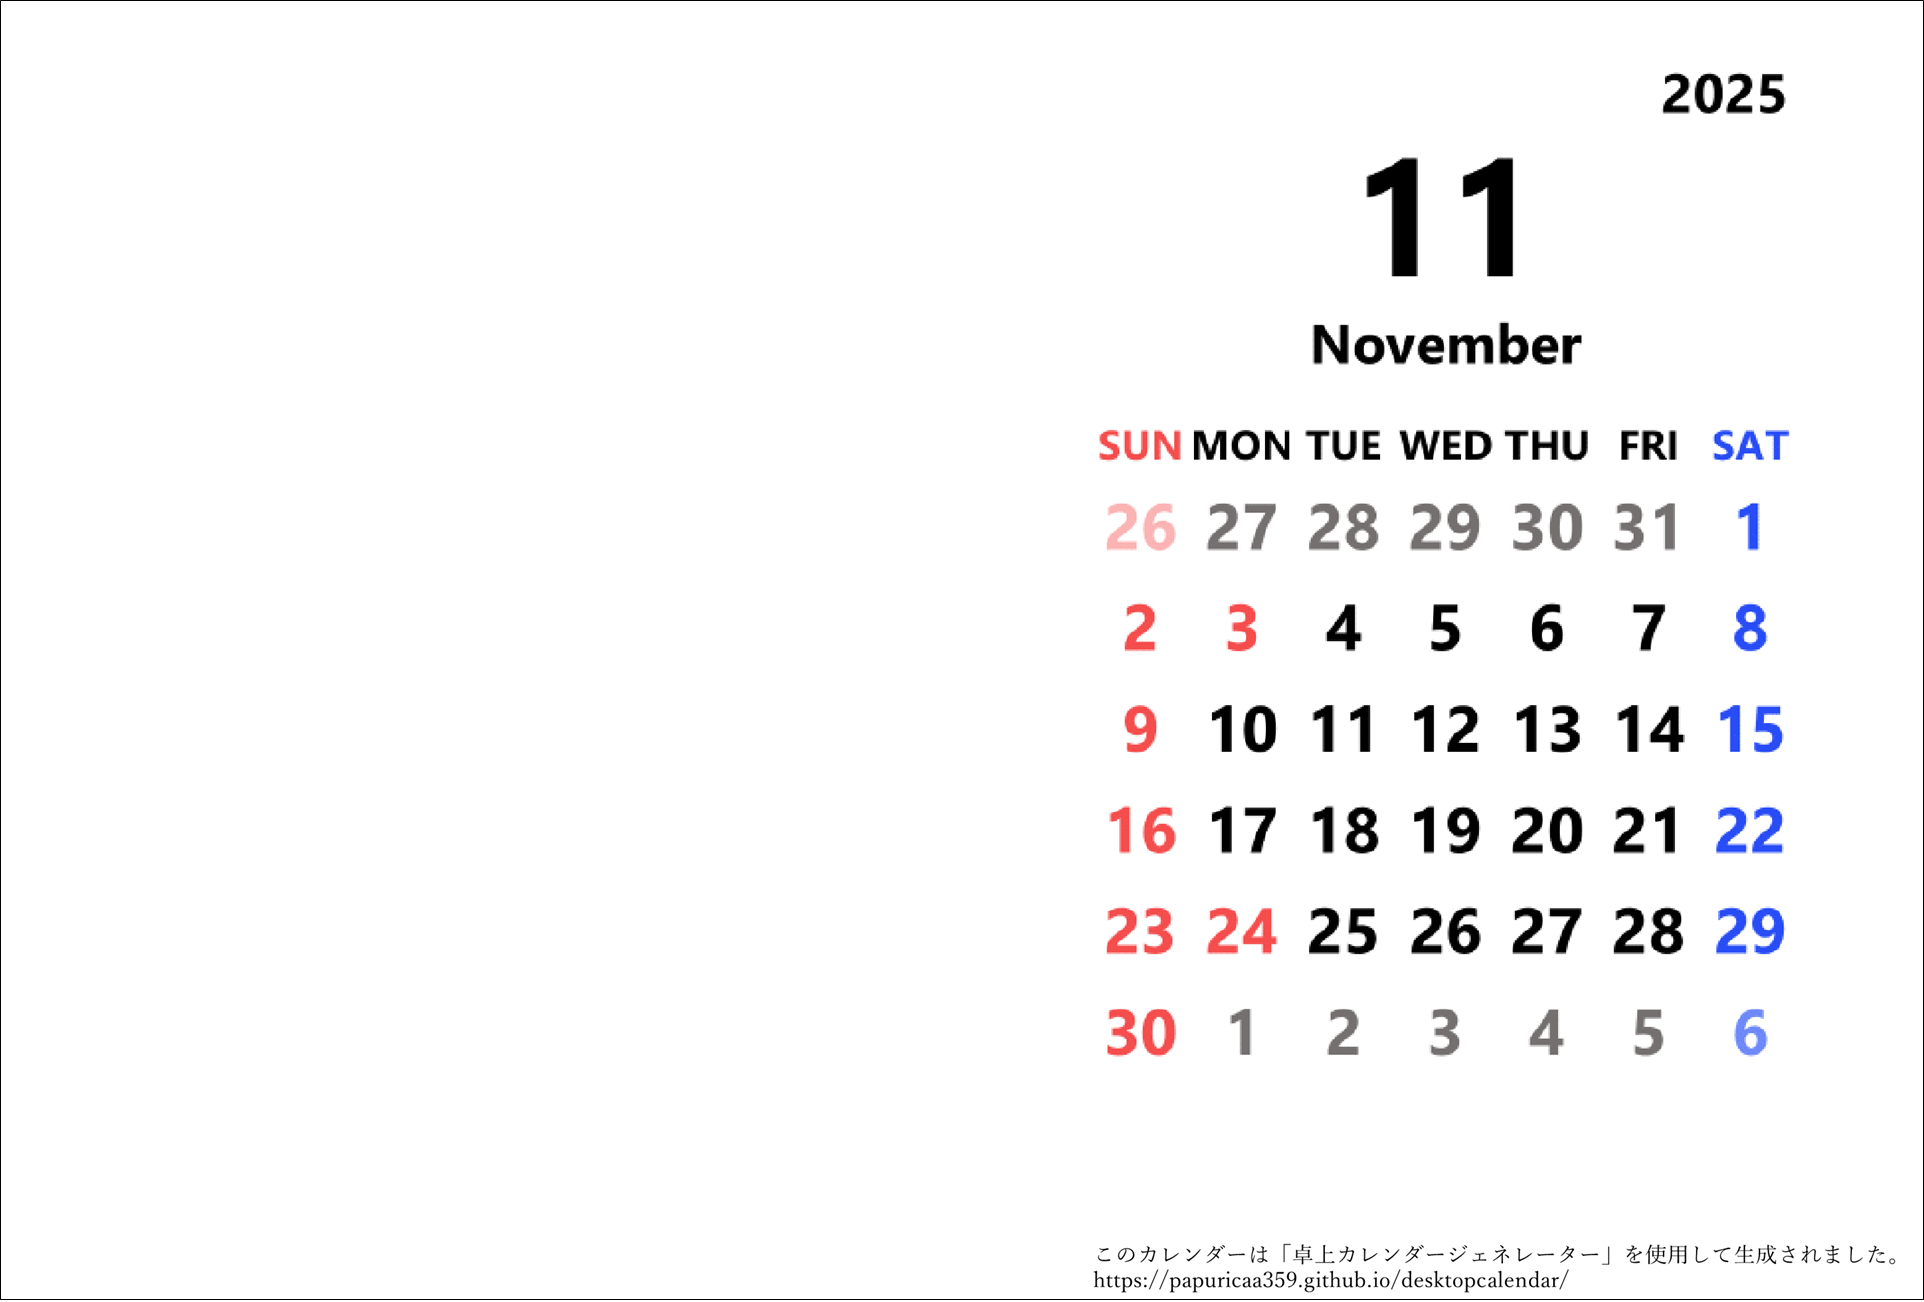 2025
11
November
SUN MON TUE WED THU FRI SAT
26 27 28 29 30 31 1
2 3 4 5 6 7 8
9 10 11 12 13 14 15
16 17 18 19 20 21 22
23 24 25 26 27 28 29
30 1 2 3 4 5 6
このカレンダーは「卓上カレンダージェネレーター」を使用して生成されました。
https://papuricaa359.github.io/desktopcalendar/